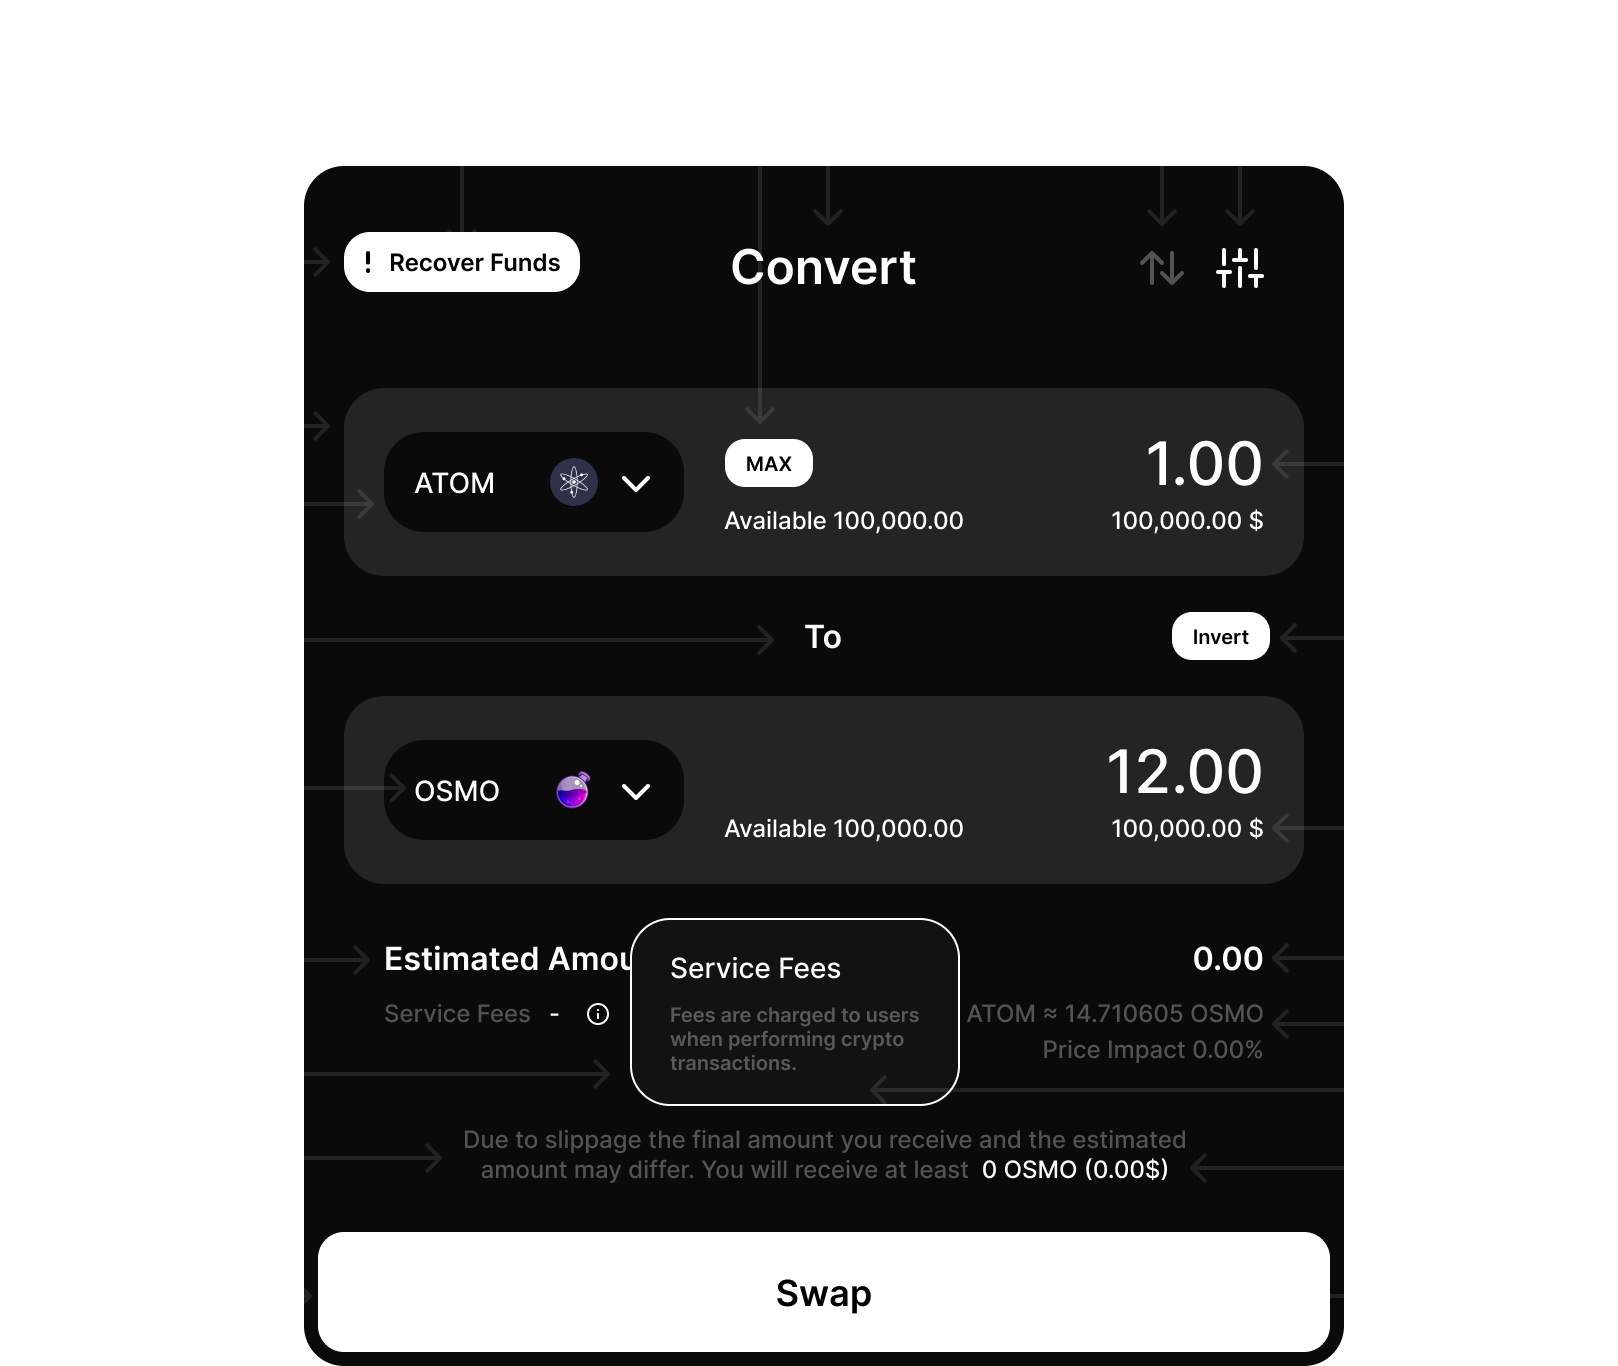 ! Recover Funds
Convert
ATOM
MAX
1.00
Available 100,000.00
100,000.00 $
To
Invert
OSMO
12.00
Available 100,000.00
100,000.00 $
Estimated Amou
0.00
Service Fees -
ATOM ≈ 14.710605 OSMO
Price Impact 0.00%
Service Fees
Fees are charged to users
when performing crypto
transactions.
Due to slippage the final amount you receive and the estimated
amount may differ. You will receive at least 0 OSMO (0.00$)
Swap